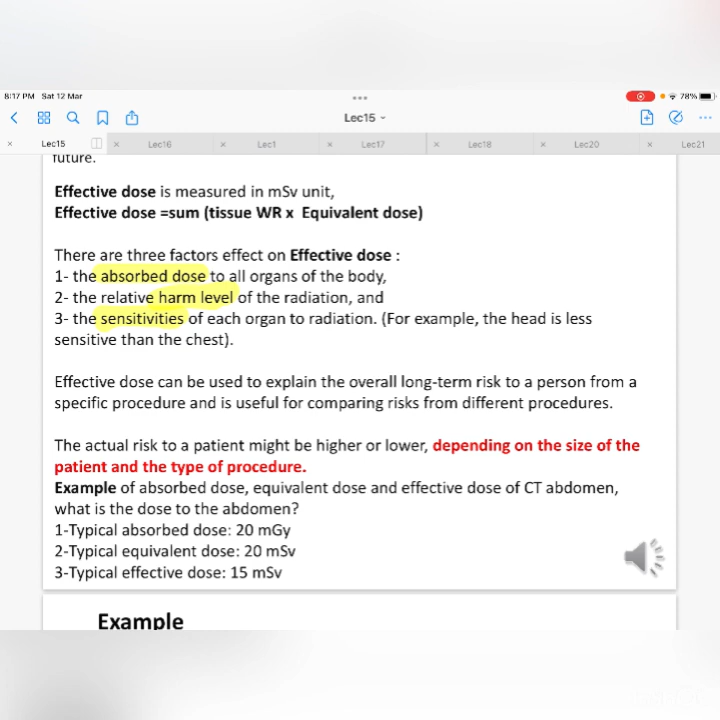 8:17 PM Sat 12 Mar
78%
Lec15
Lec15
Lec16
Lec1
Lec17
Lec18
Lec20
Lec21
future.
Effective dose is measured in mSv unit,
Effective dose =sum (tissue WR x Equivalent dose)
There are three factors effect on Effective dose :
1- the absorbed dose to all organs of the body,
2- the relative harm level of the radiation, and
3- the sensitivities of each organ to radiation. (For example, the head is less
sensitive than the chest).
Effective dose can be used to explain the overall long-term risk to a person from a
specific procedure and is useful for comparing risks from different procedures.
The actual risk to a patient might be higher or lower, depending on the size of the
patient and the type of procedure.
Example of absorbed dose, equivalent dose and effective dose of CT abdomen,
what is the dose to the abdomen?
1-Typical absorbed dose: 20 mGy
2-Typical equivalent dose: 20 mSv
3-Typical effective dose: 15 mSv
Example